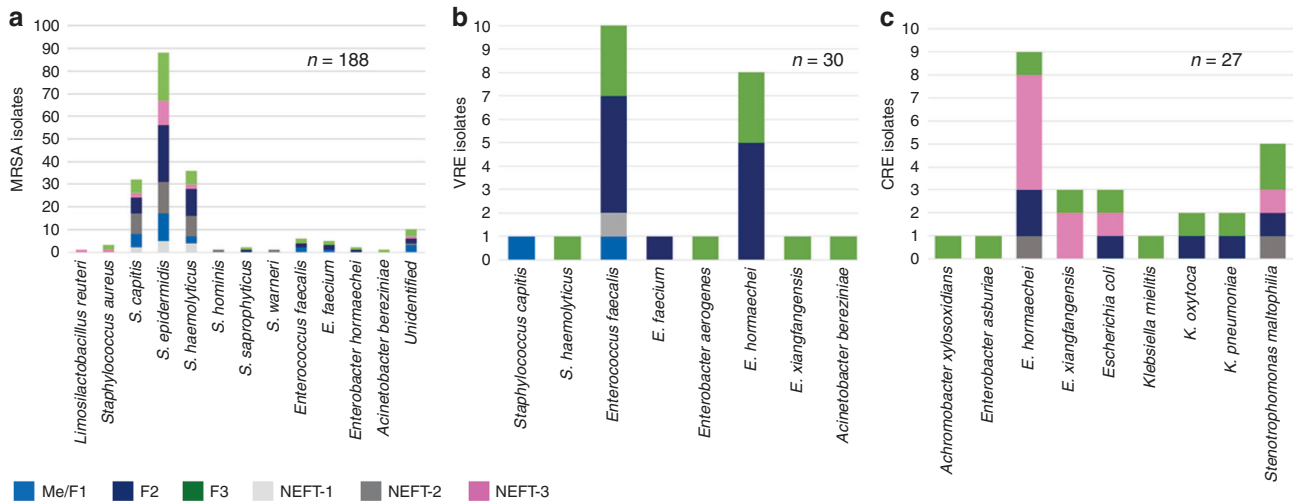 a
MRSA isolates
100
90
80
70
60
50
40
30
20
10
0
n = 188
Limosilactobacillus reuteri
Staphylococcus aureus
S. capitis
S. epidermidis
S. haemolyticus
S. hominis
S. saprophyticus
S. warneri
Enterococcus faecalis
E. faecium
Enterobacter hormaechei
Acinetobacter bereziniae
Unidentifed
b
VRE isolates
10
9
8
7
6
5
4
3
2
1
0
n = 30
Staphylococcus capitis
S. haemolyticus
Enterococcus faecalis
E. faecium
Enterobacter aerogenes
E. hormaechei
E. xiangfangensis
Acinetobacter bereziniae
c
CRE isolates
10
9
8
7
6
5
4
3
2
1
0
n = 27
Achromobacter xylosoxidians
Enterobacter asburiae
E. hormaechei
E. xiangfangensis
Escherichia coli
Klebsiella mielitis
K. oxytoca
K. pneumoniae
Stenotrophomonas maltophilia
Me/F1
F2
F3
NEFT-1
NEFT-2
NEFT-3